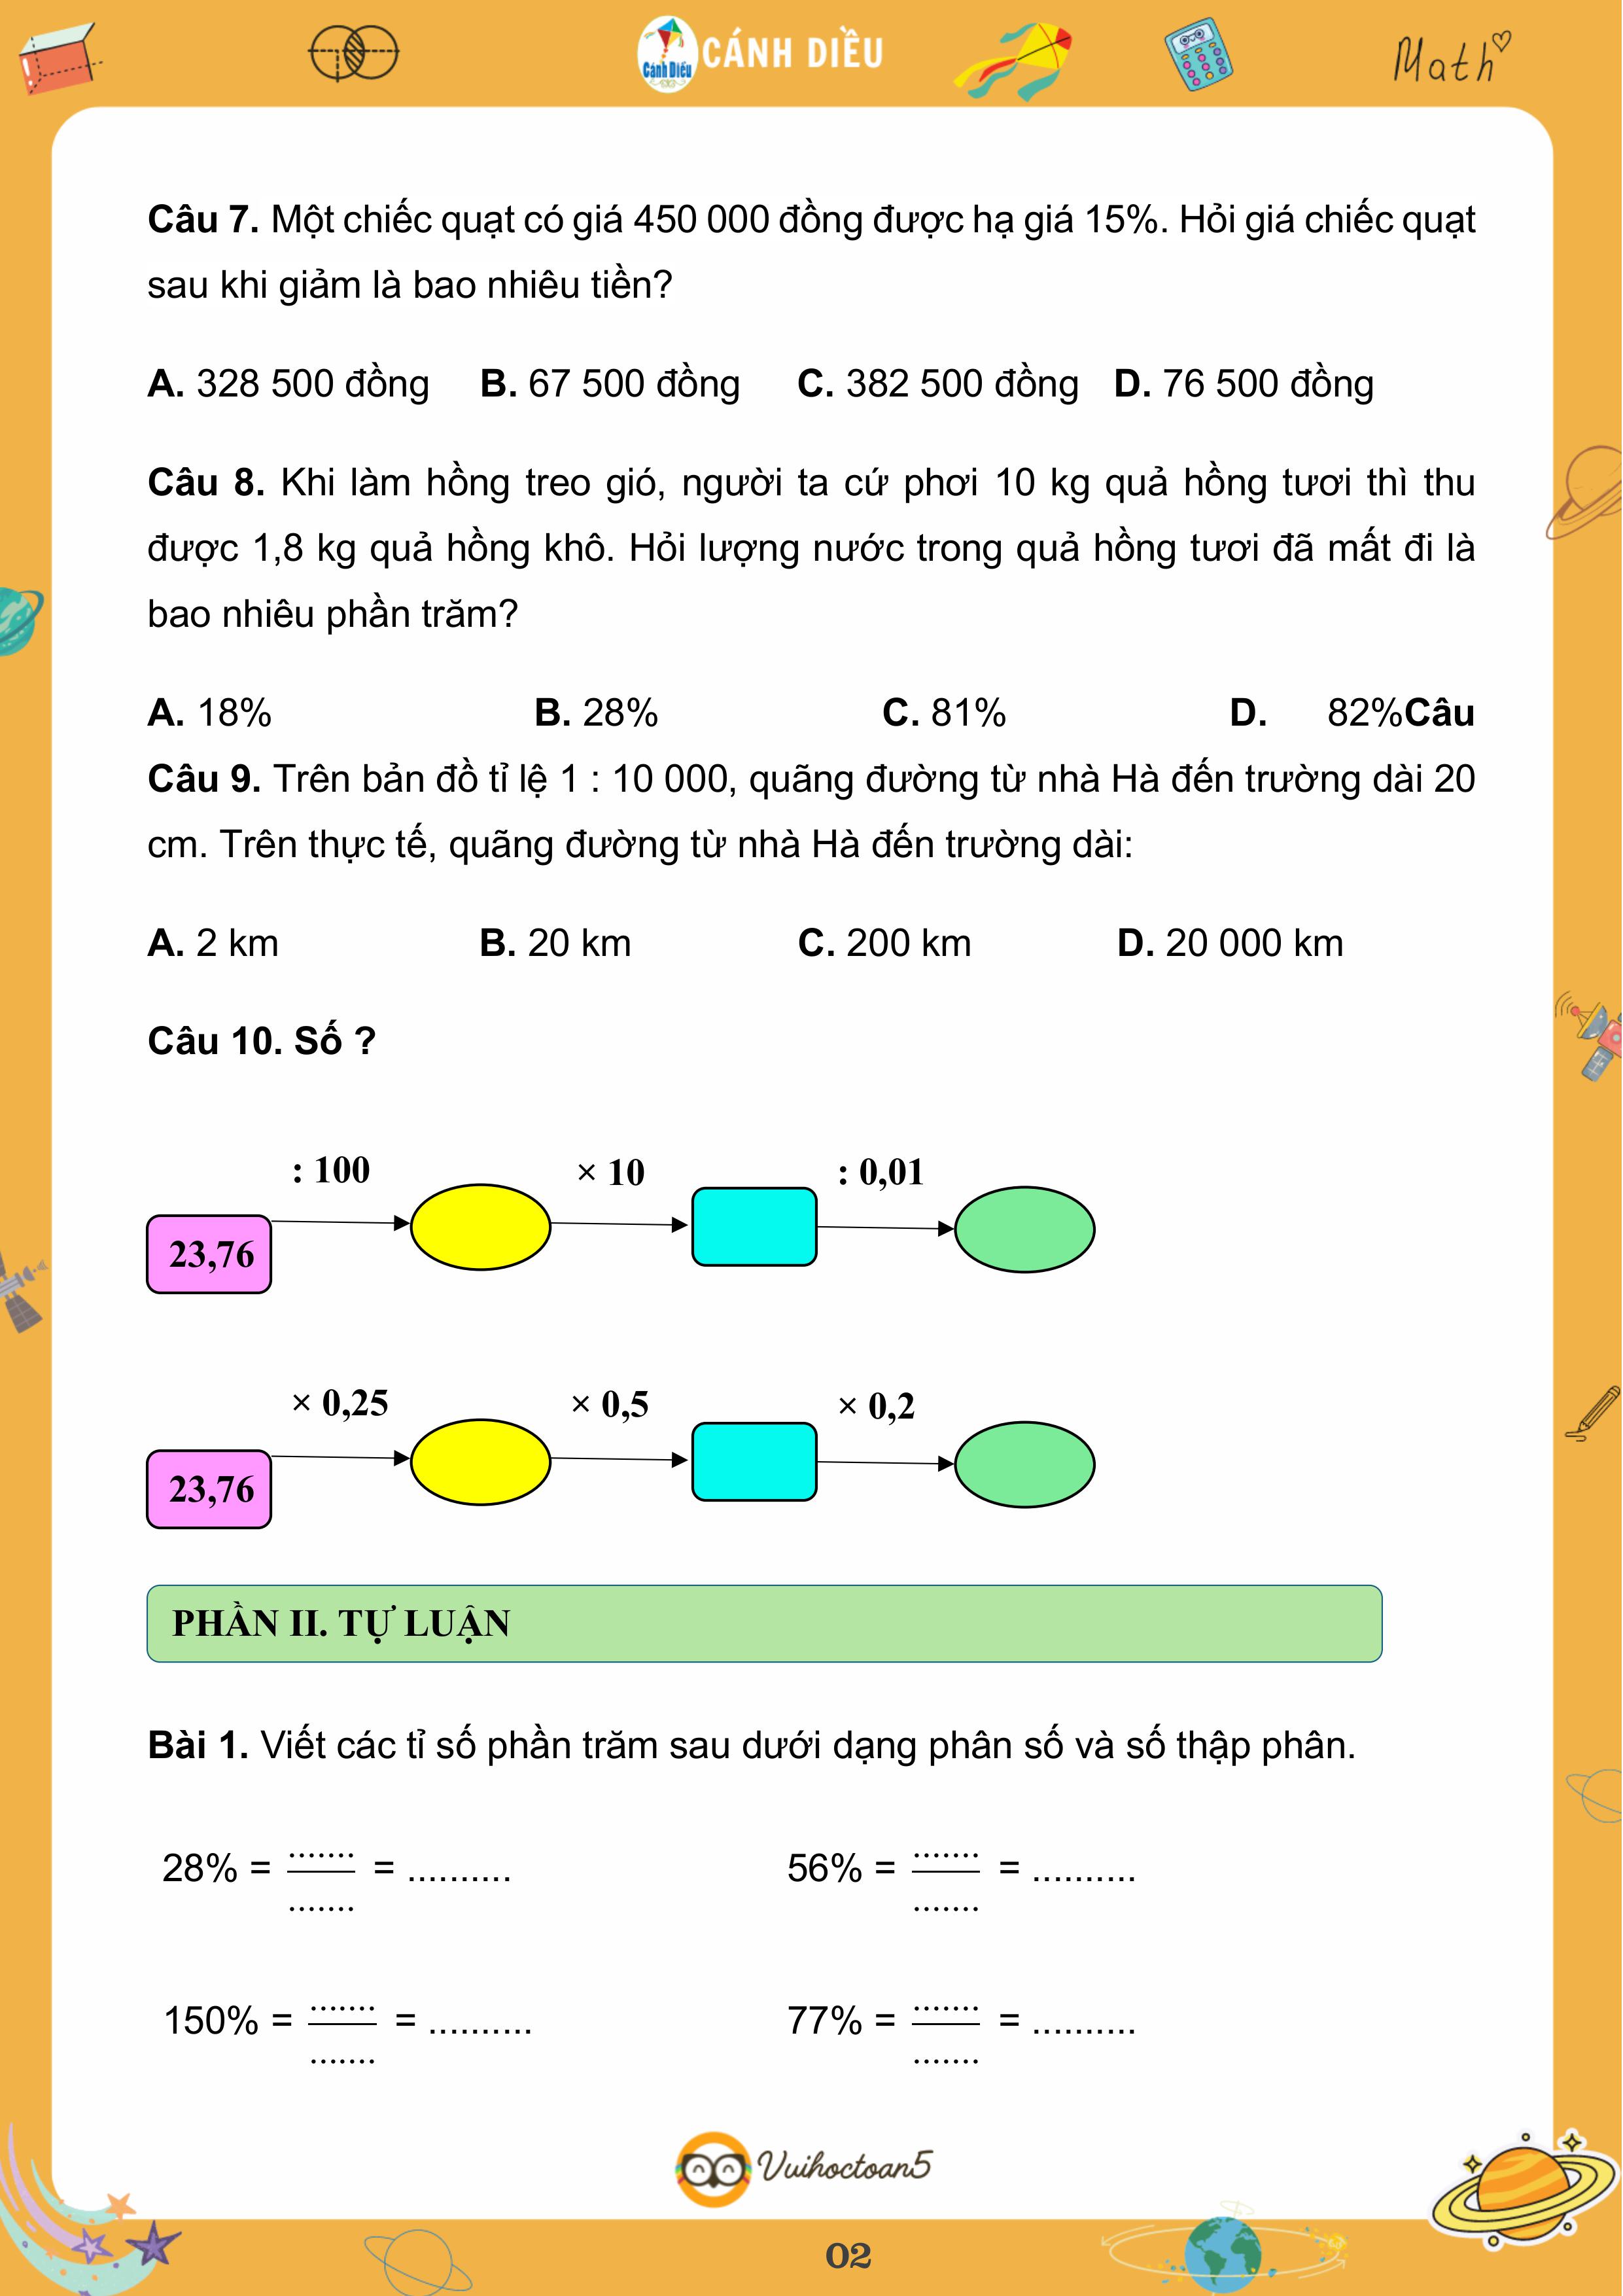 Cánh Diều
CÁNH DIỀU
Math
Câu 7. Một chiếc quạt có giá 450 000 đồng được hạ giá 15%. Hỏi giá chiếc quạt
sau khi giảm là bao nhiêu tiền?
A. 328 500 đồng B. 67 500 đồng C. 382 500 đồng D. 76 500 đồng
Câu 8. Khi làm hồng treo gió, người ta cứ phơi 10 kg quả hồng tươi thì thu
được 1,8 kg quả hồng khô. Hỏi lượng nước trong quả hồng tươi đã mất đi là
bao nhiêu phần trăm?
A. 18% B. 28% C. 81% D. 82%Câu
Câu 9. Trên bản đồ tỉ lệ 1 : 10 000, quãng đường từ nhà Hà đến trường dài 20
cm. Trên thực tế, quãng đường từ nhà Hà đến trường dài:
A. 2 km B. 20 km C. 200 km D. 20 000 km
Câu 10. Số ?
: 100 × 10 : 0,01
23,76
× 0,25 × 0,5 × 0,2
23,76
PHẦN II. TỰ LUẬN
Bài 1. Viết các tỉ số phần trăm sau dưới dạng phân số và số thập phân.
....... .......
28% = = .......... 56% = = ..........
....... .......
....... .......
150% = = .......... 77% = = ..........
....... .......
Vuihoctoan5
02